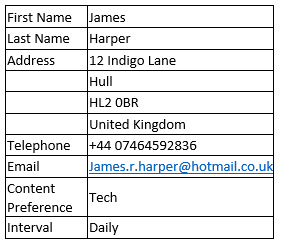 First Name James
Last Name Harper
Address 12 Indigo Lane
Hull
HL2 0BR
United Kingdom
Telephone +44 07464592836
Email James.r.harper@hotmail.co.uk
Content
Preference Tech
Interval Daily